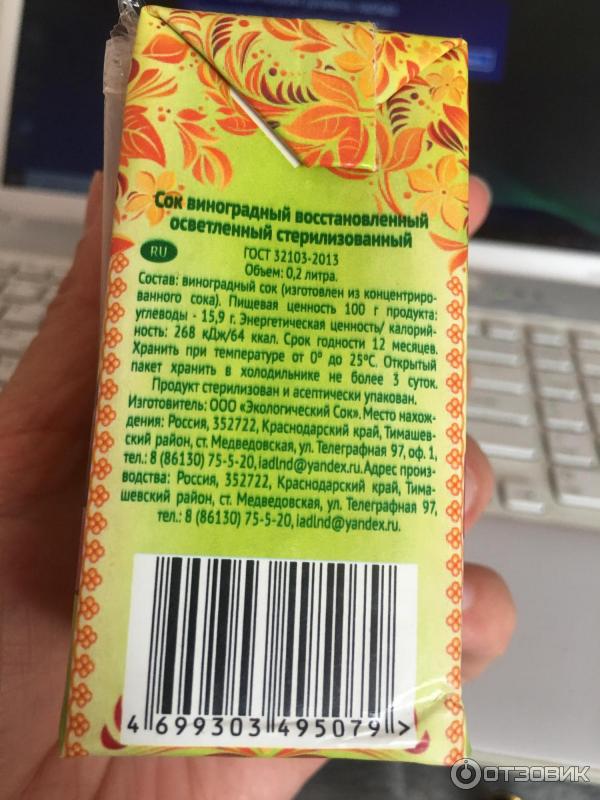 Сок виноградный восстановленный
осветленный стерилизованный
RU
ГОСТ 32103-2013
Объем: 0,2 литра.
Состав: виноградный сок (изготовлен из концентриро-
ванного сока). Пищевая ценность 100 г продукта:
углеводы - 15,9 г. Энергетическая ценность/ калорий-
ность: 268 кДж/64 ккал. Срок годности 12 месяцев.
Хранить при температуре от 0° до 25°С. Открытый
пакет хранить в холодильнике не более 3 суток.
Продукт стерилизован и асептически упакован.
Изготовитель: ООО «Экологический Сок». Место нахож-
дения: Россия, 352722, Краснодарский край, Тимашев-
ский район, ст. Медведовская, ул. Телеграфная 97, оф. 1,
тел.: 8 (86130) 75-5-20, iadlnd@yandex.ru. Адрес произ-
водства: Россия, 352722, Краснодарский край, Тима-
шевский район, ст. Медведовская, ул. Телеграфная 97,
тел.: 8 (86130) 75-5-20, iadlnd@yandex.ru.
4 699303 495079 >
ОТЗОВИК